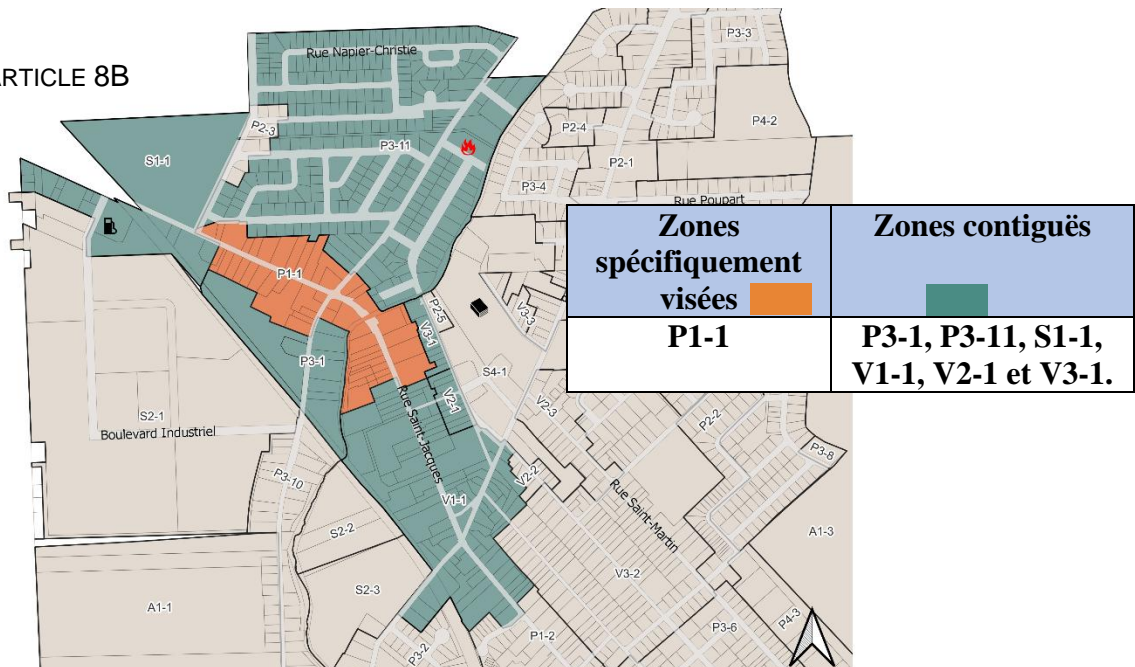 ARTICLE 8B
Rue Napier-Christie
P3-3
P2-3
P3-11
P2-4
P4-2
S1-1
P2-1
P3-4
Rue Poupart
Zones spécifiquement visées
Zones contiguës
P1-1
P3-1, P3-11, S1-1,
V1-1, V2-1 et V3-1.
P1-1
P2-5
V3-1
V3-3
P3-1
S4-1
V2-1
V2-3
P2-2
S2-1
Boulevard Industriel
Rue Saint-Jacques
P3-8
P3-10
V2-2
V1-1
Rue Saint-Martin
S2-2
A1-3
V3-2
S2-3
A1-1
P4-3
P3-6
P1-2
P3-2